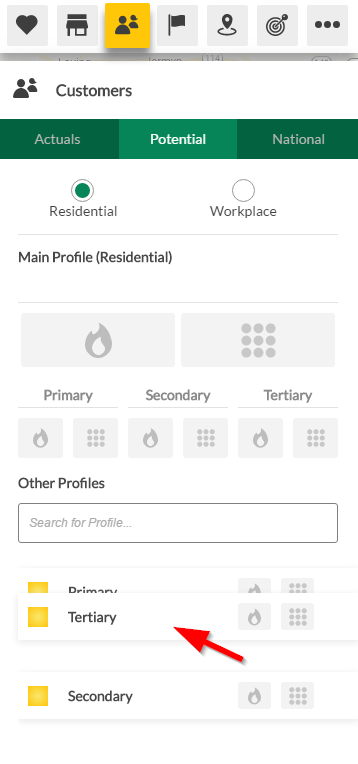 Customers
Actuals Potential National
Residential Workplace
Main Profile (Residential)
Primary Secondary Tertiary
Other Profiles
Search for Profile...
Primary
Tertiary
Secondary